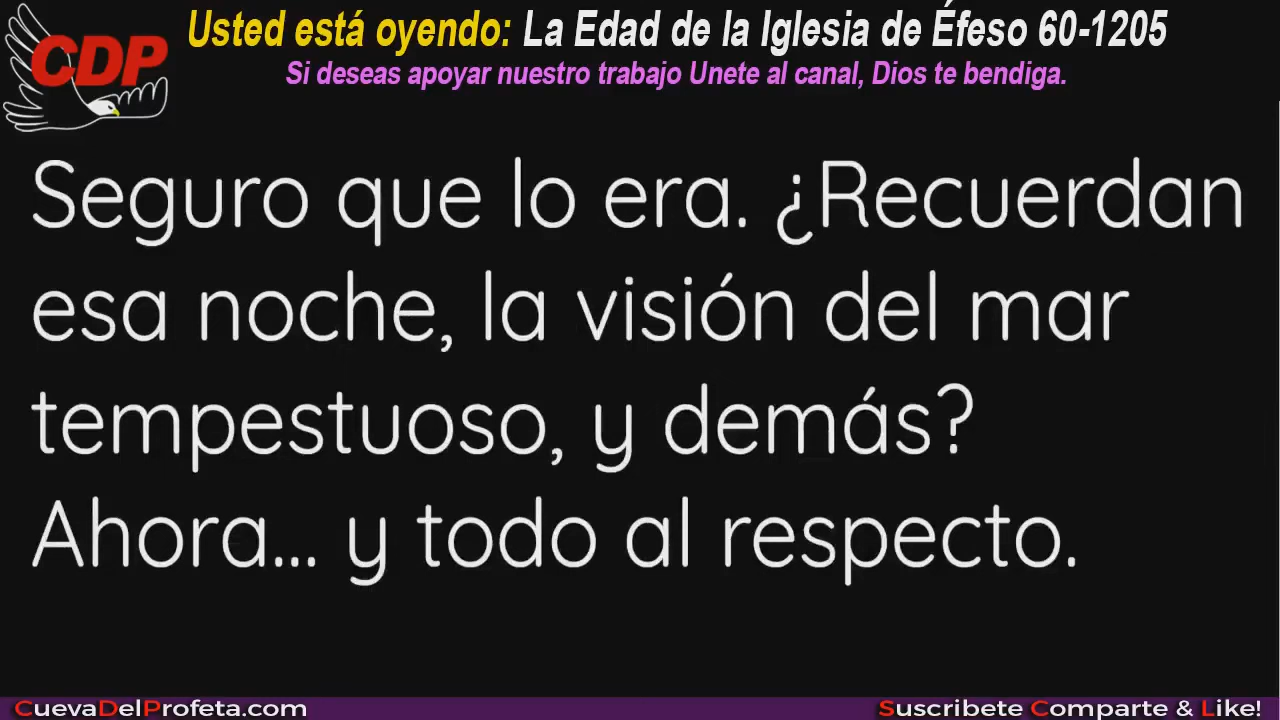 CDP
Usted está oyendo: La Edad de la Iglesia de Éfeso 60-1205
Si deseas apoyar nuestro trabajo Unete al canal, Dios te bendiga.
Seguro que lo era. ¿Recuerdan
esa noche, la visión del mar
tempestuoso, y demás?
Ahora... y todo al respecto.
CuevaDelProfeta.com
Suscribete Comparte & Like!